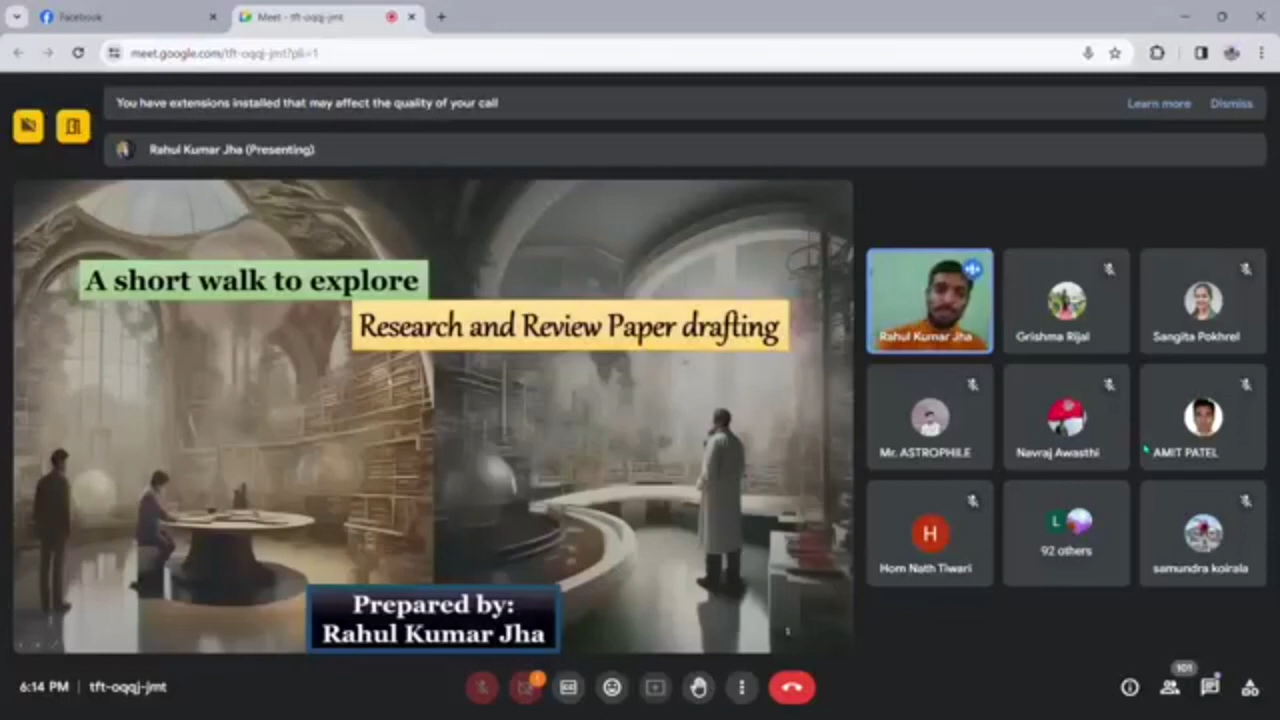 Facebook
Meet - tft-oqqj-jmt
meet.google.com/tft-oqqj-jmt?pli=1
You have extensions installed that may affect the quality of your call
Learn more
Dismiss
Rahul Kumar Jha (Presenting)
A short walk to explore
Research and Review Paper drafting
Prepared by:
Rahul Kumar Jha
1
Rahul Kumar Jha
Grishma Rijal
Sangita Pokhrel
Mr. ASTROPHILE
Navraj Awasthi
AMIT PATEL
H
Hom Nath Tiwari
L
92 others
samundra koirala
6:14 PM | tft-oqqj-jmt
CC
101